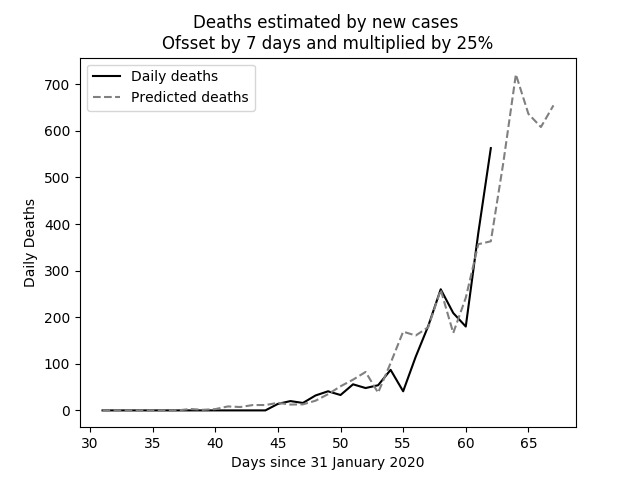 Deaths estimated by new cases
Ofsset by 7 days and multiplied by 25%
Daily deaths
Predicted deaths
700
600
500
400
300
200
100
0
Daily Deaths
30 35 40 45 50 55 60 65
Days since 31 January 2020